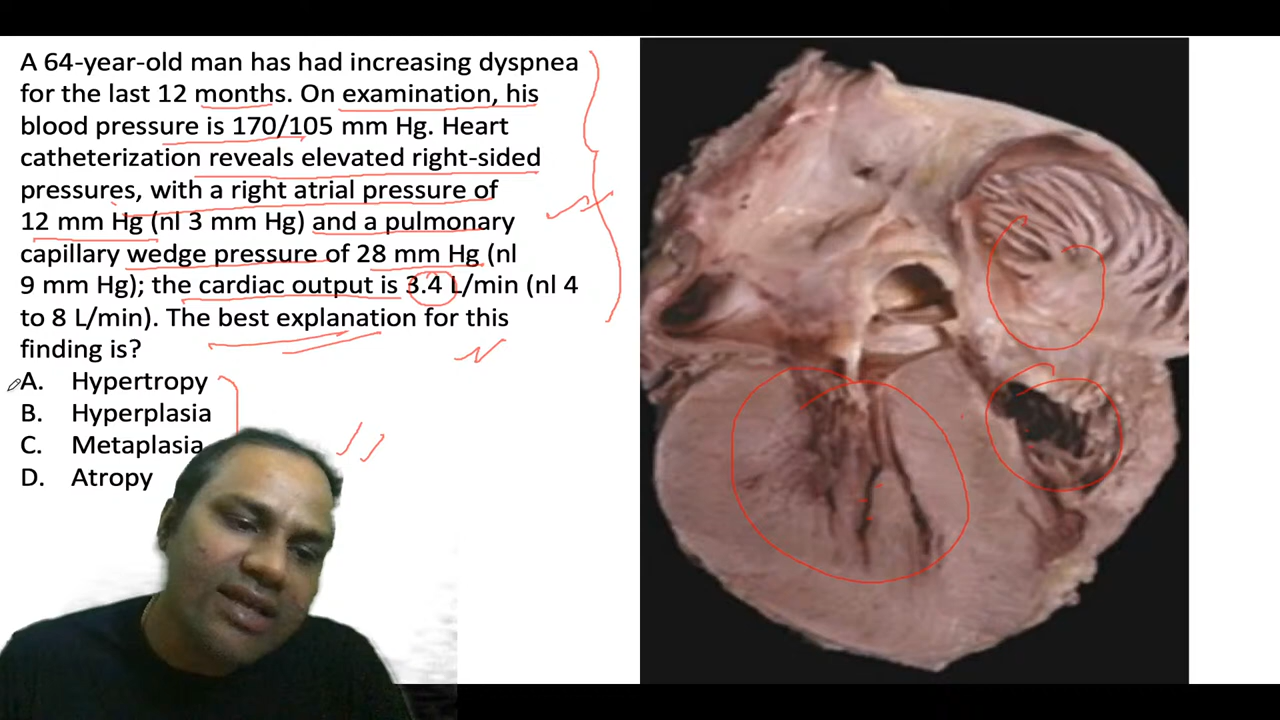 A 64-year-old man has had increasing dyspnea
for the last 12 months. On examination, his
blood pressure is 170/105 mm Hg. Heart
catheterization reveals elevated right-sided
pressures, with a right atrial pressure of
12 mm Hg (nl 3 mm Hg) and a pulmonary
capillary wedge pressure of 28 mm Hg (nl
9 mm Hg); the cardiac output is 3.4 L/min (nl 4
to 8 L/min). The best explanation for this
finding is?
A. Hypertropy
B. Hyperplasia
C. Metaplasia
D. Atropy